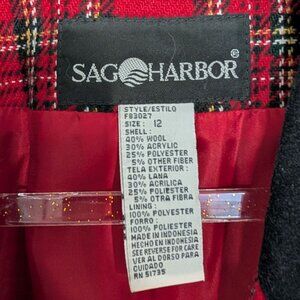 SAG HARBOR®
STYLE/ESTILO
F83027
SIZE: 12
SHELL:
40% WOOL
30% ACRYLIC
25% POLYESTER
5% OTHER FIBER
TELA EXTERIOR:
40% LANA
30% ACRILICA
25% POLIESTER
5% OTRA FIBRA
LINING:
100% POLYESTER
FORRO:
100% POLYESTER
MADE IN INDONESIA
HECHO EN INDONESIA
SEE REVERSE FOR CARE
VER AL DORSO PARA
CUIDADO
RN 51735